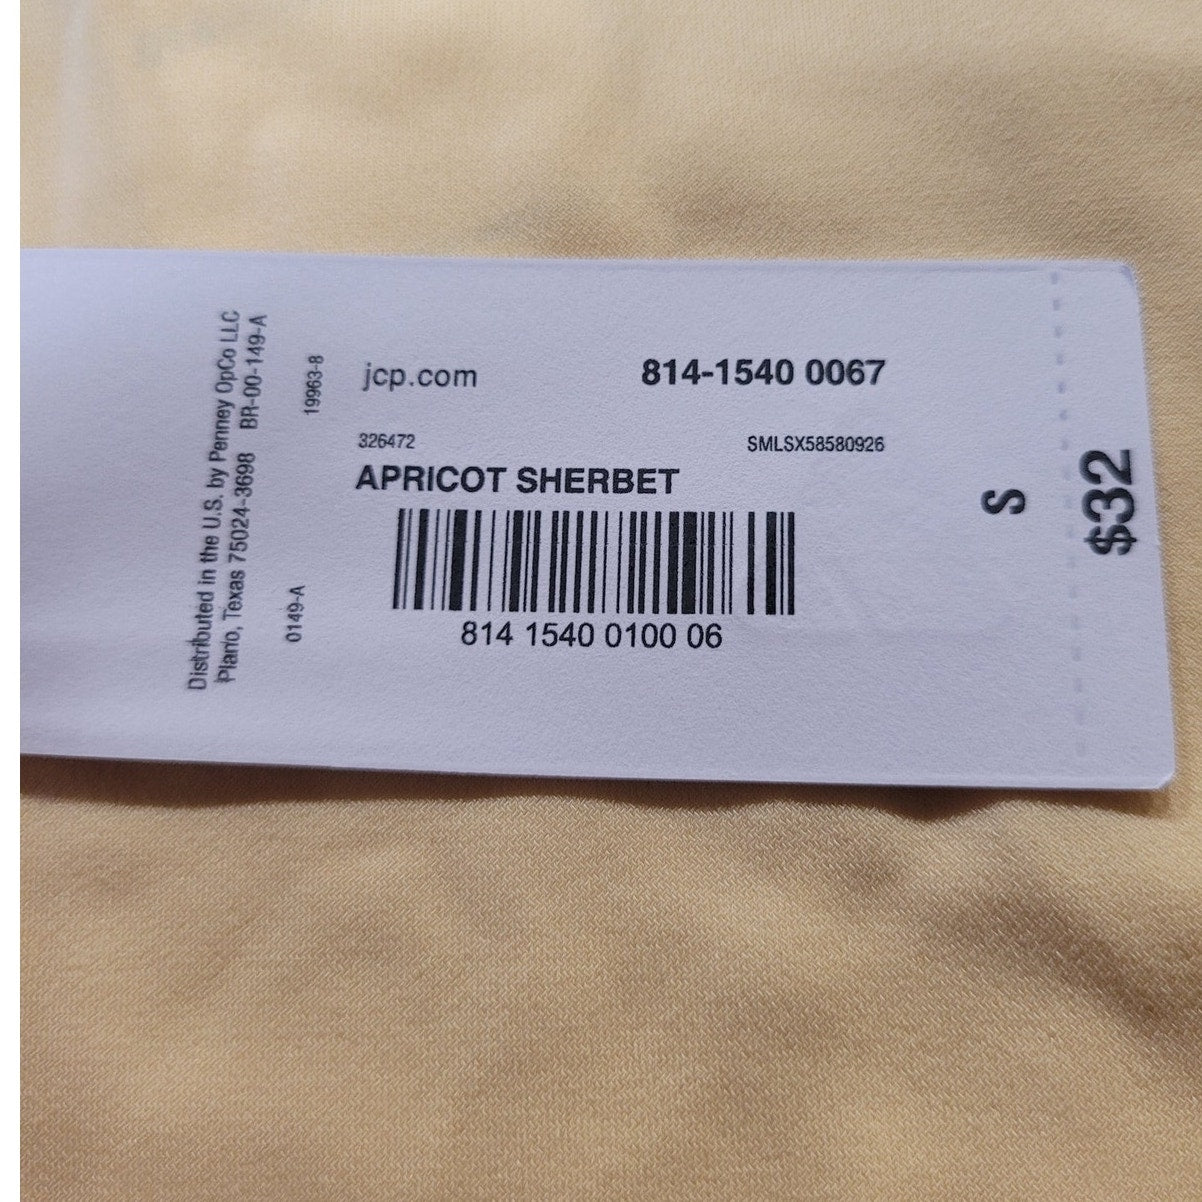 Distributed in the U.S. by Penney OpCo LLC
Plano, Texas 75024-3698 BR-00-149-A
0149-A
19963-8
jcp.com
814-1540 0067
326472
SMLSX58580926
APRICOT SHERBET
814 1540 0100 06
S
$32